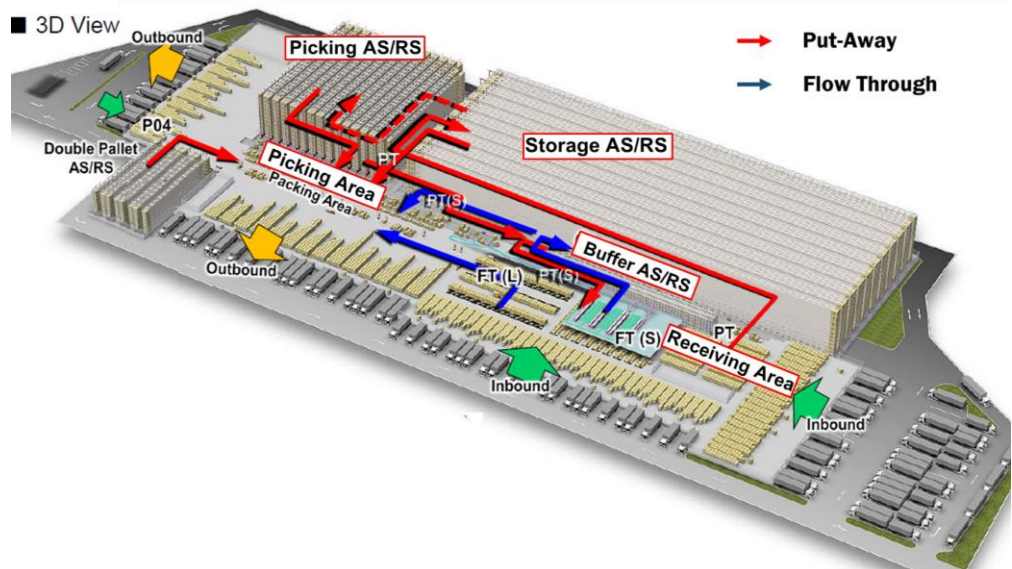 ■ 3D View
Outbound
Picking AS/RS
Put-Away
Flow Through
P04
Double Pallet
AS/RS
Storage AS/RS
PT
Picking Area
Packing Area
PT(S)
Buffer AS/RS
PT(S)
FT (L)
Outbound
FT (S)
PT
Receiving Area
Inbound
Inbound